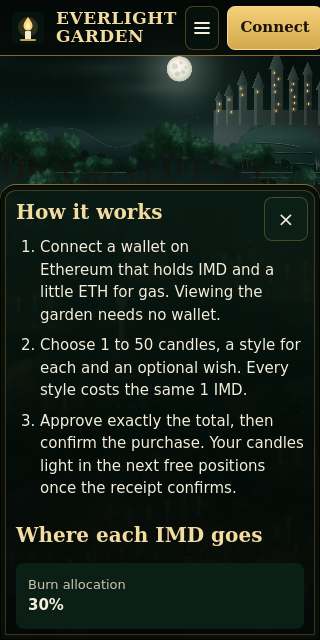 EVERLIGHT
GARDEN
Connect
How it works
×
1. Connect a wallet on
Ethereum that holds IMD and a
little ETH for gas. Viewing the
garden needs no wallet.
2. Choose 1 to 50 candles, a style for
each and an optional wish. Every
style costs the same 1 IMD.
3. Approve exactly the total, then
confirm the purchase. Your candles
light in the next free positions
once the receipt confirms.
Where each IMD goes
Burn allocation
30%